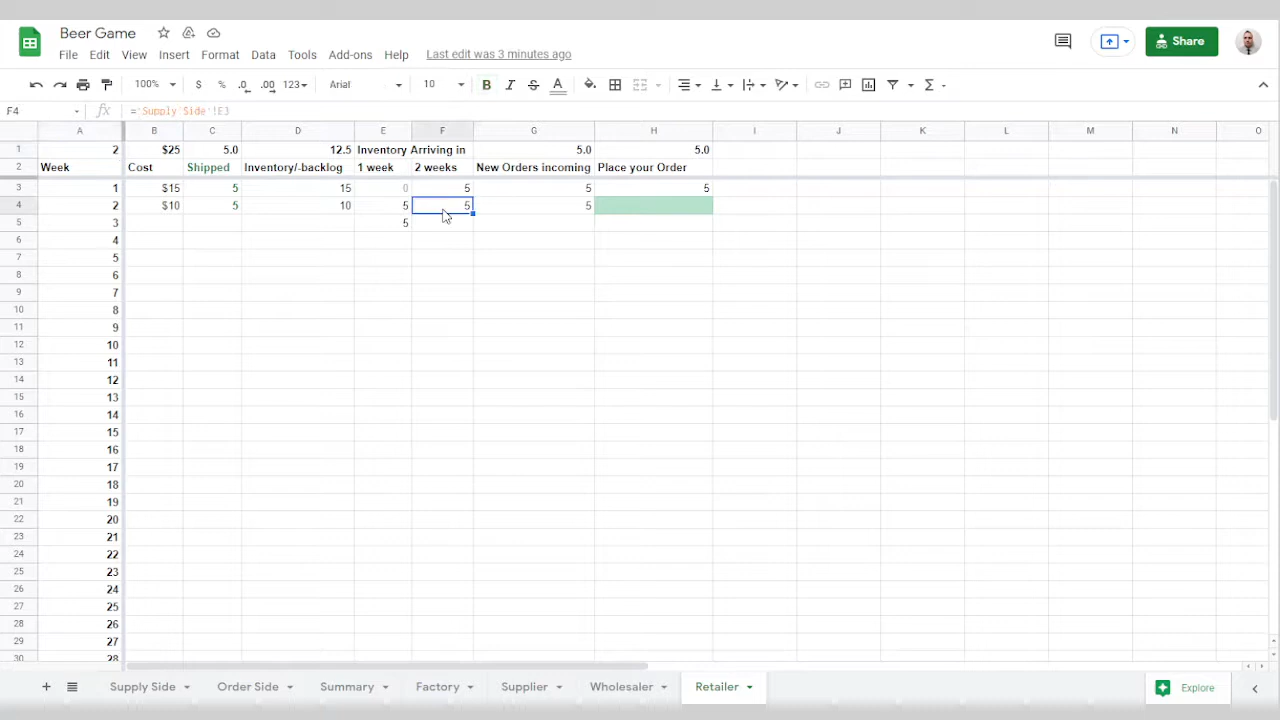 Beer Game
File Edit View Insert Format Data Tools Add-ons Help Last edit was 3 minutes ago
Share
100% $ % .0 .00 123 Arial 10 B I S A Σ
F4 fx ='Supply Side'!E3
A B C D E F G H I J K L M N O
1 2 $25 5.0 12.5 Inventory Arriving in 5.0 5.0
2 Week Cost Shipped Inventory/-backlog 1 week 2 weeks New Orders incoming Place your Order
3 1 $15 5 15 0 5 5 5
4 2 $10 5 10 5 5 5
5 3 5
6 4
7 5
8 6
9 7
10 8
11 9
12 10
13 11
14 12
15 13
16 14
17 15
18 16
19 17
20 18
21 19
22 20
23 21
24 22
25 23
26 24
27 25
28 26
29 27
30 28
Supply Side Order Side Summary Factory Supplier Wholesaler Retailer Explore